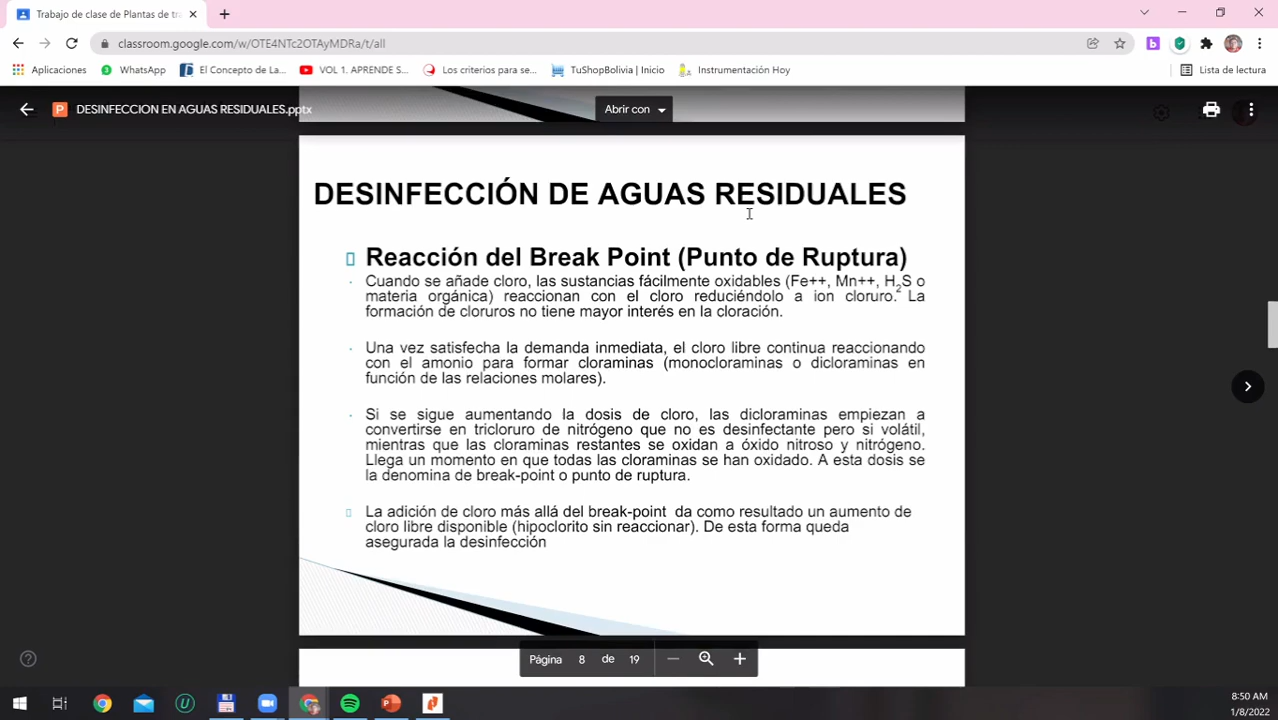 Trabajo de clase de Plantas de tra
classroom.google.com/w/OTE4NTc2OTAyMDRa/t/all
Aplicaciones
WhatsApp
El Concepto de La...
VOL 1. APRENDE S...
Los criterios para se...
TuShopBolivia | Inicio
Instrumentación Hoy
Lista de lectura
DESINFECCION EN AGUAS RESIDUALES.pptx
Abrir con
DESINFECCIÓN DE AGUAS RESIDUALES
Reacción del Break Point (Punto de Ruptura)
Cuando se añade cloro, las sustancias fácilmente oxidables (Fe++, Mn++, H2S o
materia orgánica) reaccionan con el cloro reduciéndolo a ion cloruro. La
formación de cloruros no tiene mayor interés en la cloración.
Una vez satisfecha la demanda inmediata, el cloro libre continua reaccionando
con el amonio para formar cloraminas (monocloraminas o dicloraminas en
función de las relaciones molares).
Si se sigue aumentando la dosis de cloro, las dicloraminas empiezan a
convertirse en tricloruro de nitrógeno que no es desinfectante pero si volátil,
mientras que las cloraminas restantes se oxidan a óxido nitroso y nitrógeno.
Llega un momento en que todas las cloraminas se han oxidado. A esta dosis se
la denomina de break-point o punto de ruptura.
La adición de cloro más allá del break-point da como resultado un aumento de
cloro libre disponible (hipoclorito sin reaccionar). De esta forma queda
asegurada la desinfección
Página 8 de 19
8:50 AM
1/8/2022